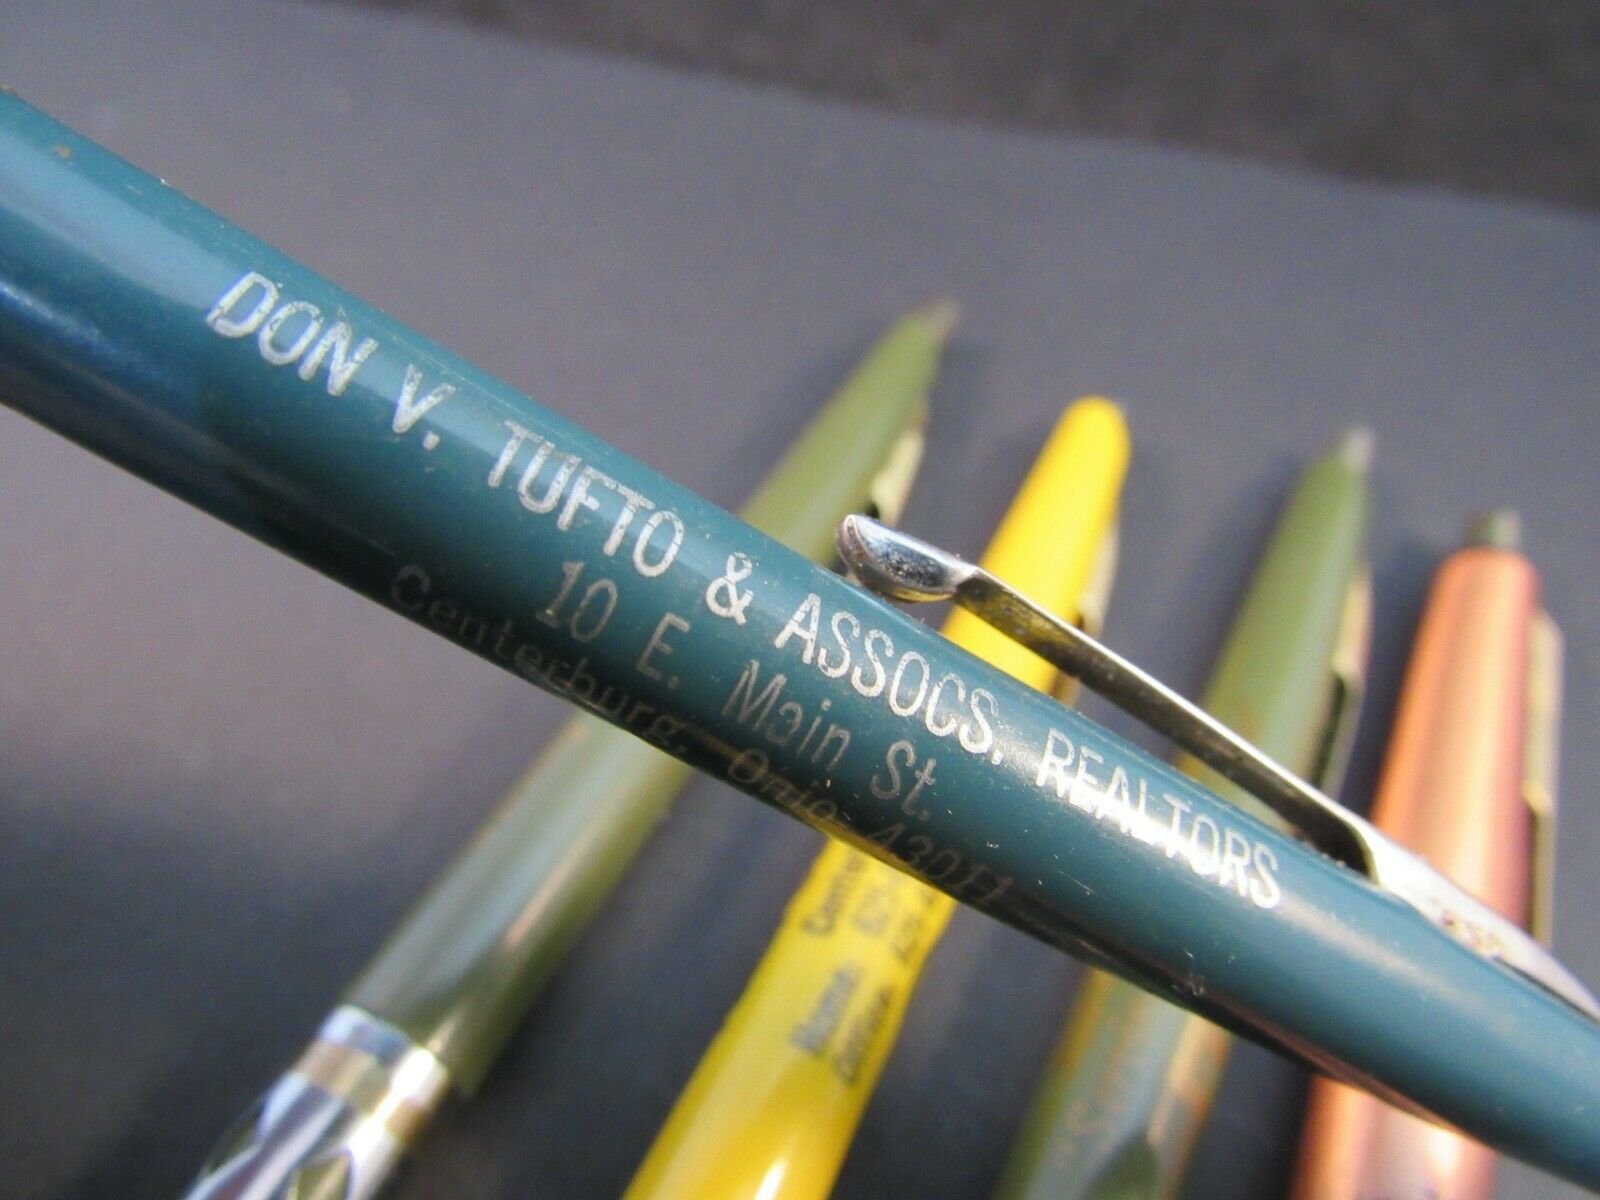 DON V. TUFTO & ASSOCS. REALTORS
10 E. Main St.
Centerburg, Ohio 43011